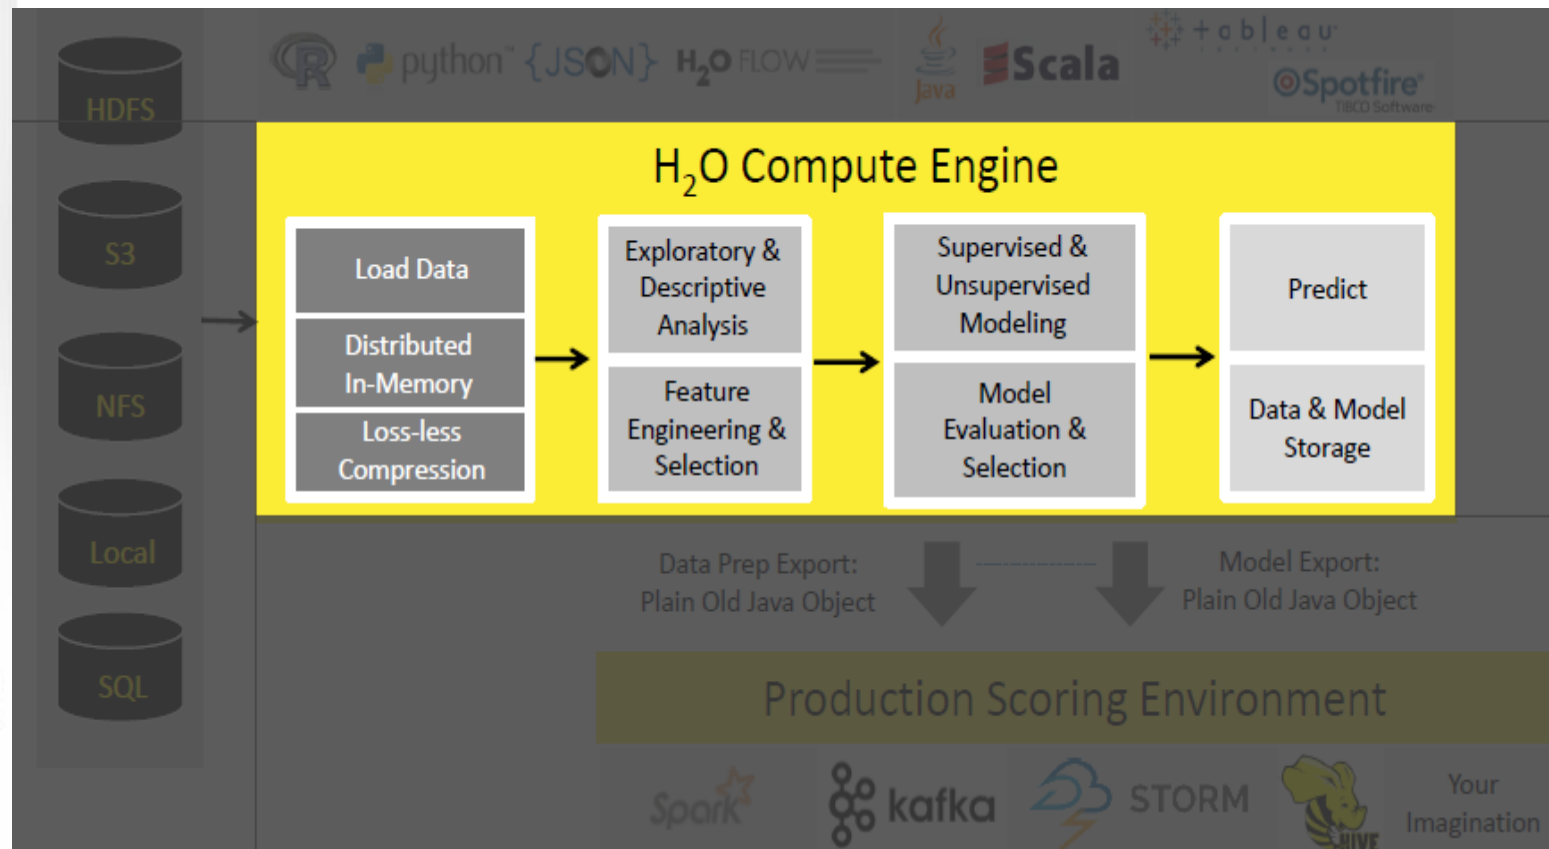 HDFS
S3
NFS
Local
SQL
R
python™
{JSON}
H₂O FLOW
Java
Scala
+ a b l e a u
Spotfire®
TIBCO Software
H₂O Compute Engine
Load Data
Distributed
In-Memory
Loss-less
Compression
Exploratory &
Descriptive
Analysis
Feature
Engineering &
Selection
Supervised &
Unsupervised
Modeling
Model
Evaluation &
Selection
Predict
Data & Model
Storage
Data Prep Export:
Plain Old Java Object
Model Export:
Plain Old Java Object
Production Scoring Environment
Spark
kafka
STORM
HIVE
Your
Imagination